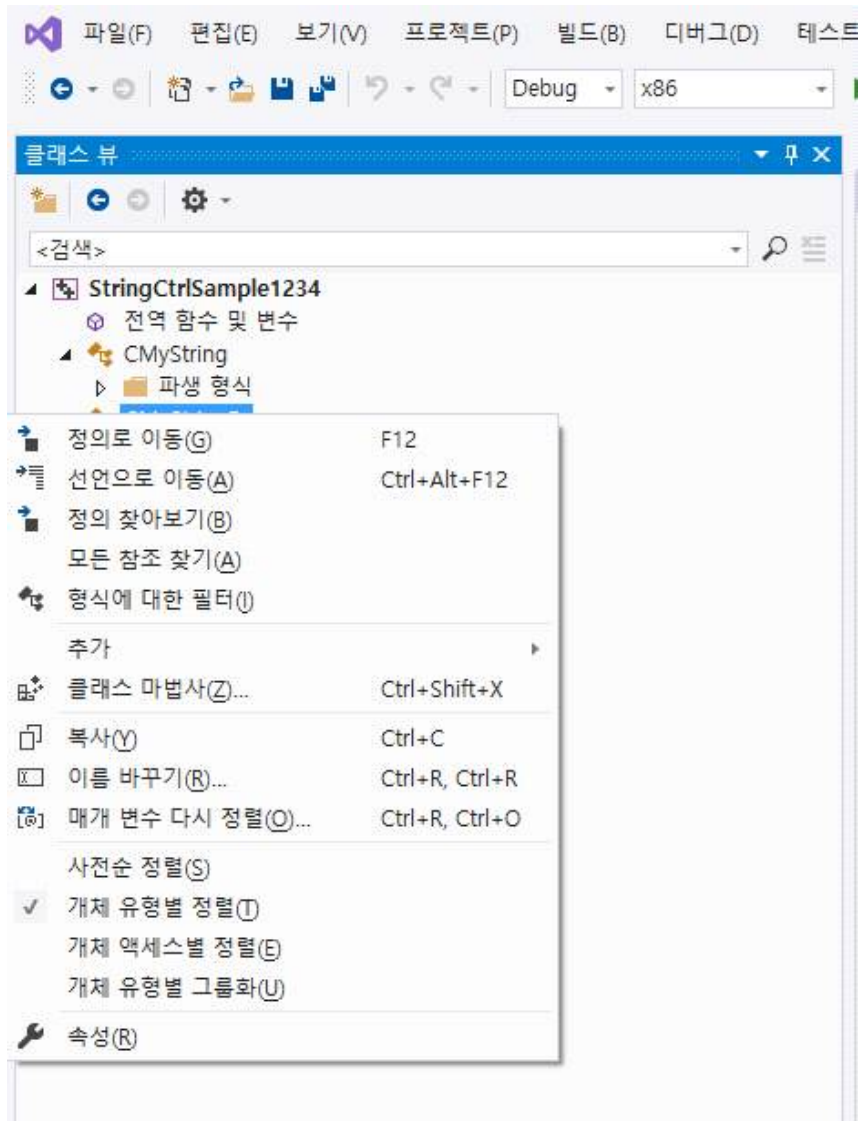 파일(F) 편집(E) 보기(V) 프로젝트(P) 빌드(B) 디버그(D) 테스트
Debug x86
클래스 뷰
<검색>
StringCtrlSample1234
전역 함수 및 변수
CMyString
파생 형식
정의로 이동(G) F12
선언으로 이동(A) Ctrl+Alt+F12
정의 찾아보기(B)
모든 참조 찾기(A)
형식에 대한 필터(I)
추가
클래스 마법사(Z)... Ctrl+Shift+X
복사(Y) Ctrl+C
이름 바꾸기(R)... Ctrl+R, Ctrl+R
매개 변수 다시 정렬(O)... Ctrl+R, Ctrl+O
사전순 정렬(S)
개체 유형별 정렬(T)
개체 액세스별 정렬(E)
개체 유형별 그룹화(U)
속성(R)